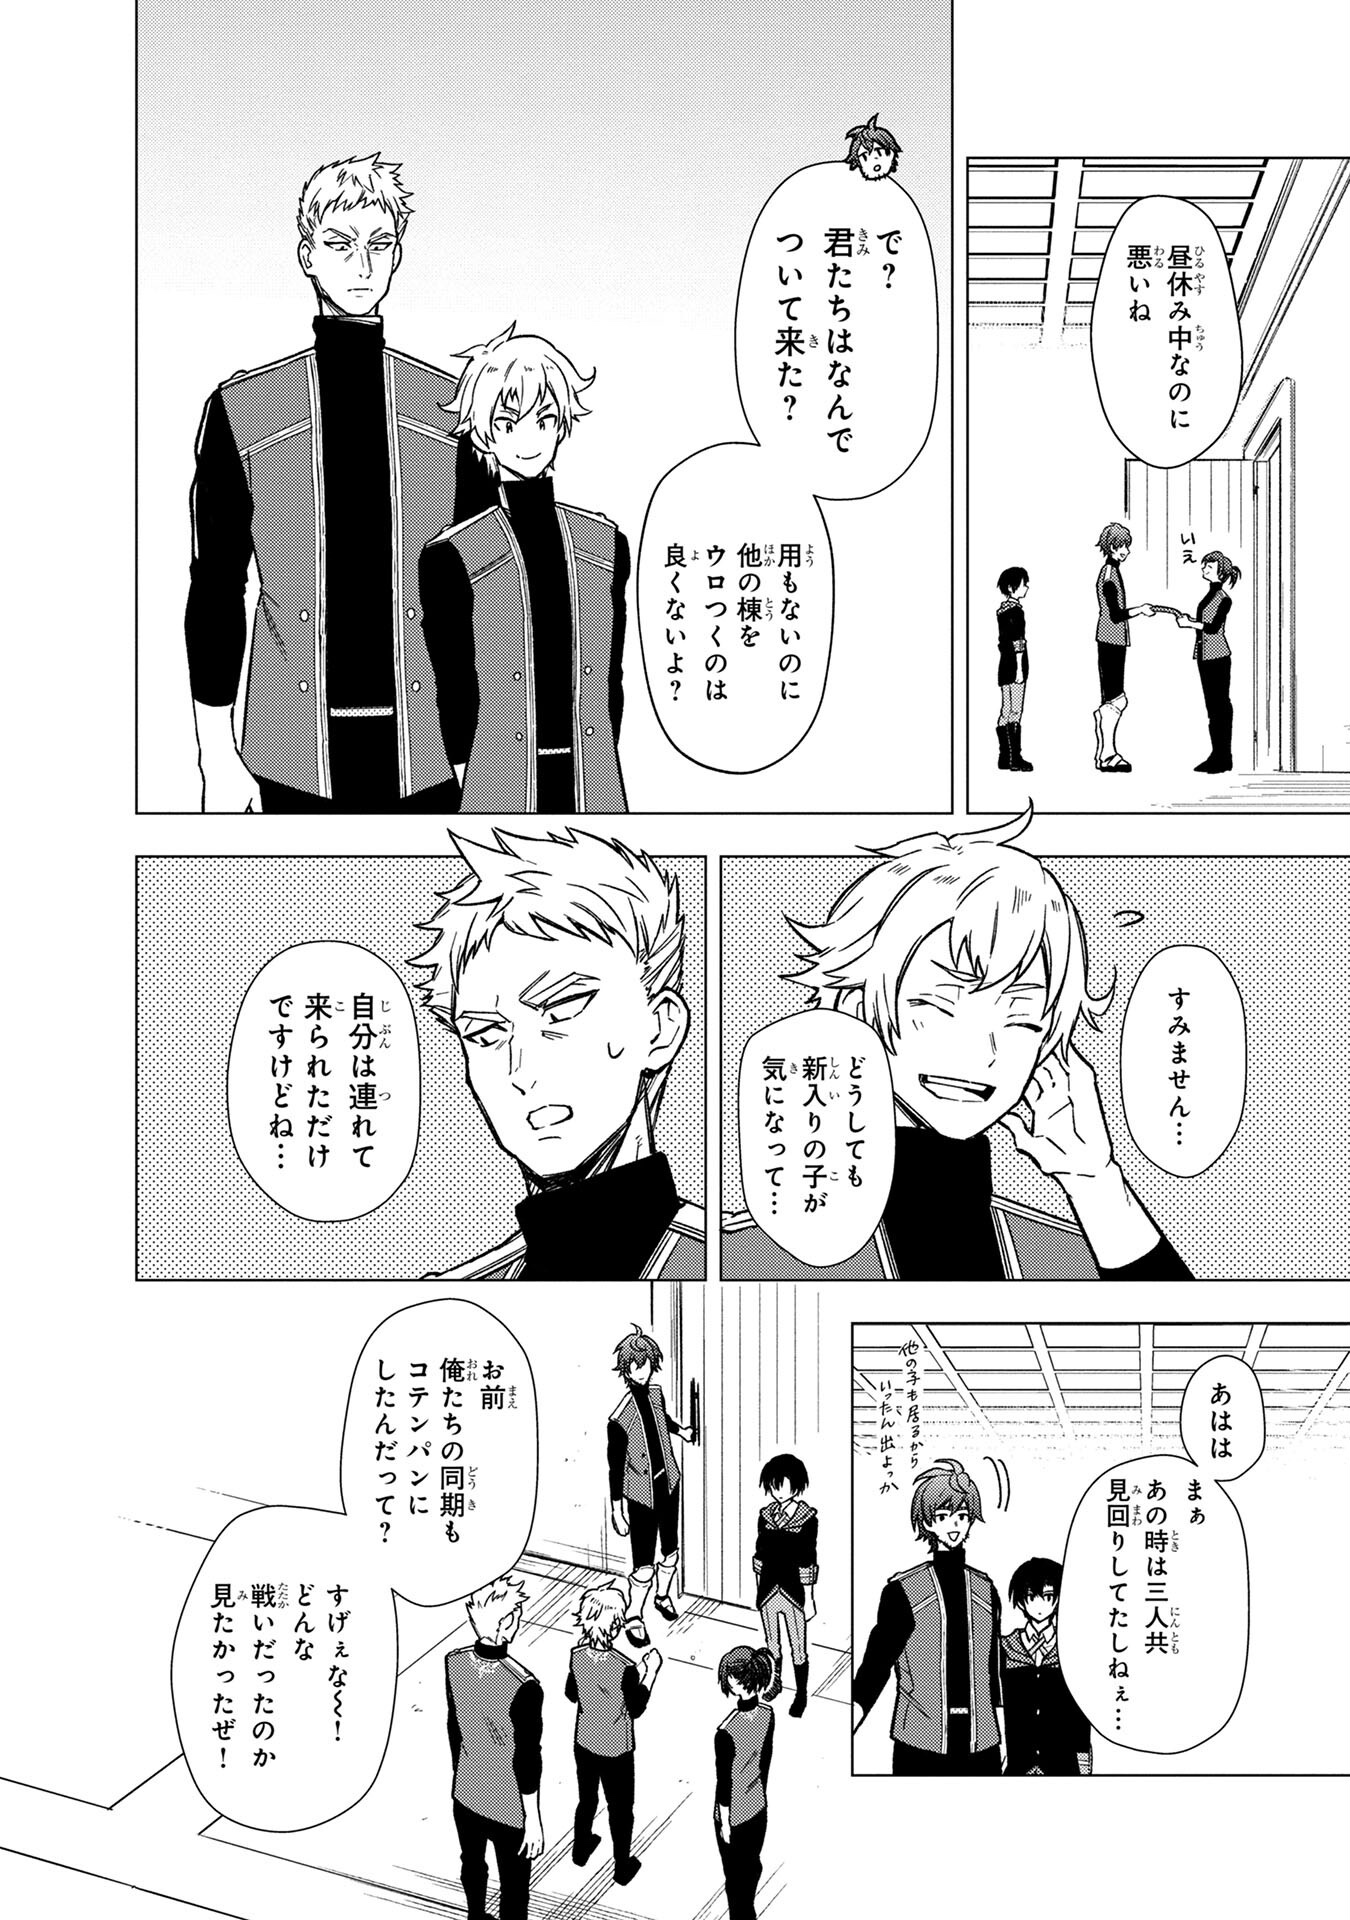 昼休み中なのに
悪いね
いえ
で?
君たちはなんで
ついて来た?
用もないのに
他の棟を
ウロつくのは
良くないよ?
すみません…
どうしても
新入りの子が
気になって…
自分は連れて
来られただけ
ですけどね…
あはは
まぁ
あの時は三人共
見回りしてたしねぇ…
他の子も居るから
いったん出よっか
お前
俺たちの同期も
コテンパンに
したんだって?
すげぇな〜!
どんな
戦いだったのか
見たかったぜ!